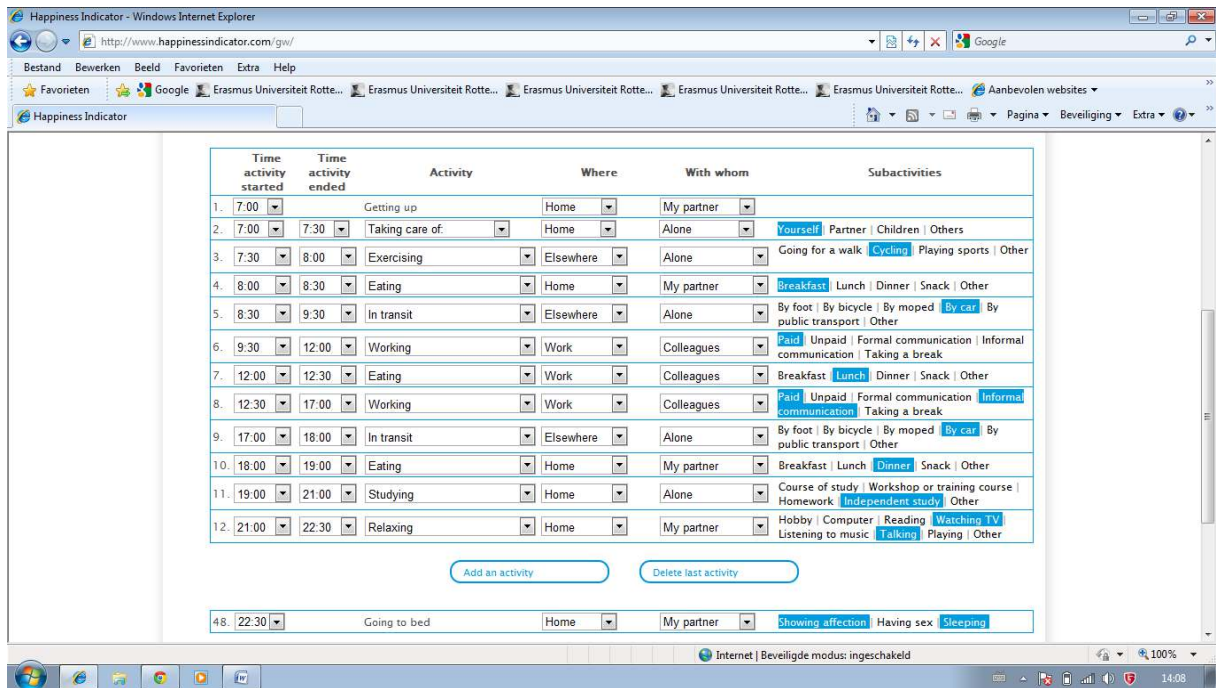 Happiness Indicator - Windows Internet Explorer
http://www.happinessindicator.com/gw/
Google
Bestand Bewerken Beeld Favorieten Extra Help
Favorieten Google Erasmus Universiteit Rotte... Erasmus Universiteit Rotte... Erasmus Universiteit Rotte... Erasmus Universiteit Rotte... Erasmus Universiteit Rotte... Aanbevolen websites
Happiness Indicator Pagina Beveiliging Extra
Time activity started Time activity ended Activity Where With whom Subactivities
1. 7:00 Getting up Home My partner
2. 7:00 7:30 Taking care of: Home Alone Yourself | Partner | Children | Others
3. 7:30 8:00 Exercising Elsewhere Alone Going for a walk | Cycling | Playing sports | Other
4. 8:00 8:30 Eating Home My partner Breakfast | Lunch | Dinner | Snack | Other
5. 8:30 9:30 In transit Elsewhere Alone By foot | By bicycle | By moped | By car | By
public transport | Other
6. 9:30 12:00 Working Work Colleagues Paid | Unpaid | Formal communication | Informal
communication | Taking a break
7. 12:00 12:30 Eating Work Colleagues Breakfast | Lunch | Dinner | Snack | Other
8. 12:30 17:00 Working Work Colleagues Paid | Unpaid | Formal communication | Informal
communication | Taking a break
9. 17:00 18:00 In transit Elsewhere Alone By foot | By bicycle | By moped | By car | By
public transport | Other
10. 18:00 19:00 Eating Home My partner Breakfast | Lunch | Dinner | Snack | Other
11. 19:00 21:00 Studying Home Alone Course of study | Workshop or training course |
Homework | Independent study | Other
12. 21:00 22:30 Relaxing Home My partner Hobby | Computer | Reading | Watching TV |
Listening to music | Talking | Playing | Other
Add an activity Delete last activity
48. 22:30 Going to bed Home My partner Showing affection | Having sex | Sleeping
Internet | Beveiligde modus: ingeschakeld 100%
14:08